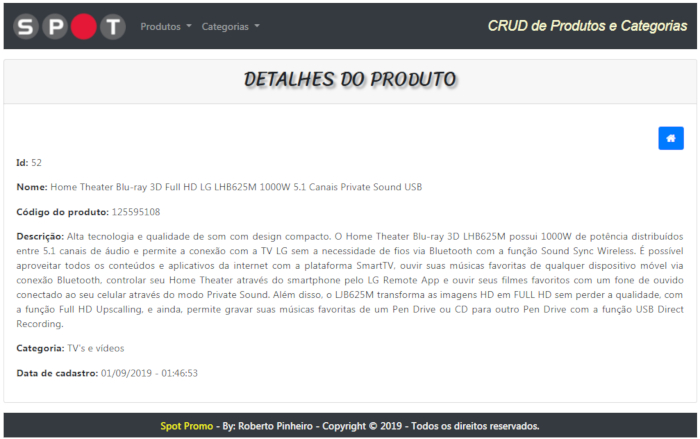 SPOT Produtos Categorias CRUD de Produtos e Categorias
DETALHES DO PRODUTO
Id: 52
Nome: Home Theater Blu-ray 3D Full HD LG LHB625M 1000W 5.1 Canais Private Sound USB
Código do produto: 125595108
Descrição: Alta tecnologia e qualidade de som com design compacto. O Home Theater Blu-ray 3D LHB625M possui 1000W de potência distribuídos
entre 5.1 canais de áudio e permite a conexão com a TV LG sem a necessidade de fios via Bluetooth com a função Sound Sync Wireless. É possível
aproveitar todos os conteúdos e aplicativos da internet com a plataforma SmartTV, ouvir suas músicas favoritas de qualquer dispositivo móvel via
conexão Bluetooth, controlar seu Home Theater através do smartphone pelo LG Remote App e ouvir seus filmes favoritos com um fone de ouvido
conectado ao seu celular através do modo Private Sound. Além disso, o LJB625M transforma as imagens HD em FULL HD sem perder a qualidade, com
a função Full HD Upscalling, e ainda, permite gravar suas músicas favoritas de um Pen Drive ou CD para outro Pen Drive com a função USB Direct
Recording.
Categoria: TV's e vídeos
Data de cadastro: 01/09/2019 - 01:46:53
Spot Promo - By: Roberto Pinheiro - Copyright © 2019 - Todos os direitos reservados.